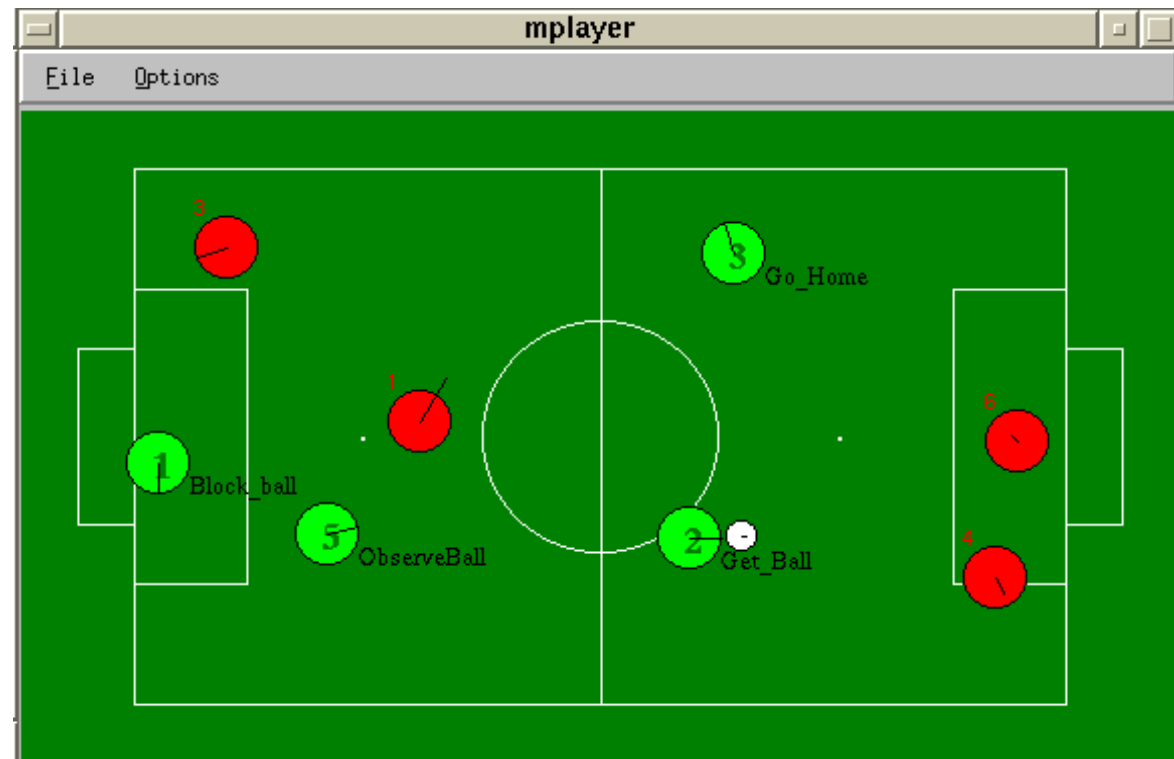 mplayer
File Options
3
3
Go_Home
1
6
1
Block_ball
5
ObserveBall
2
Get_Ball
4